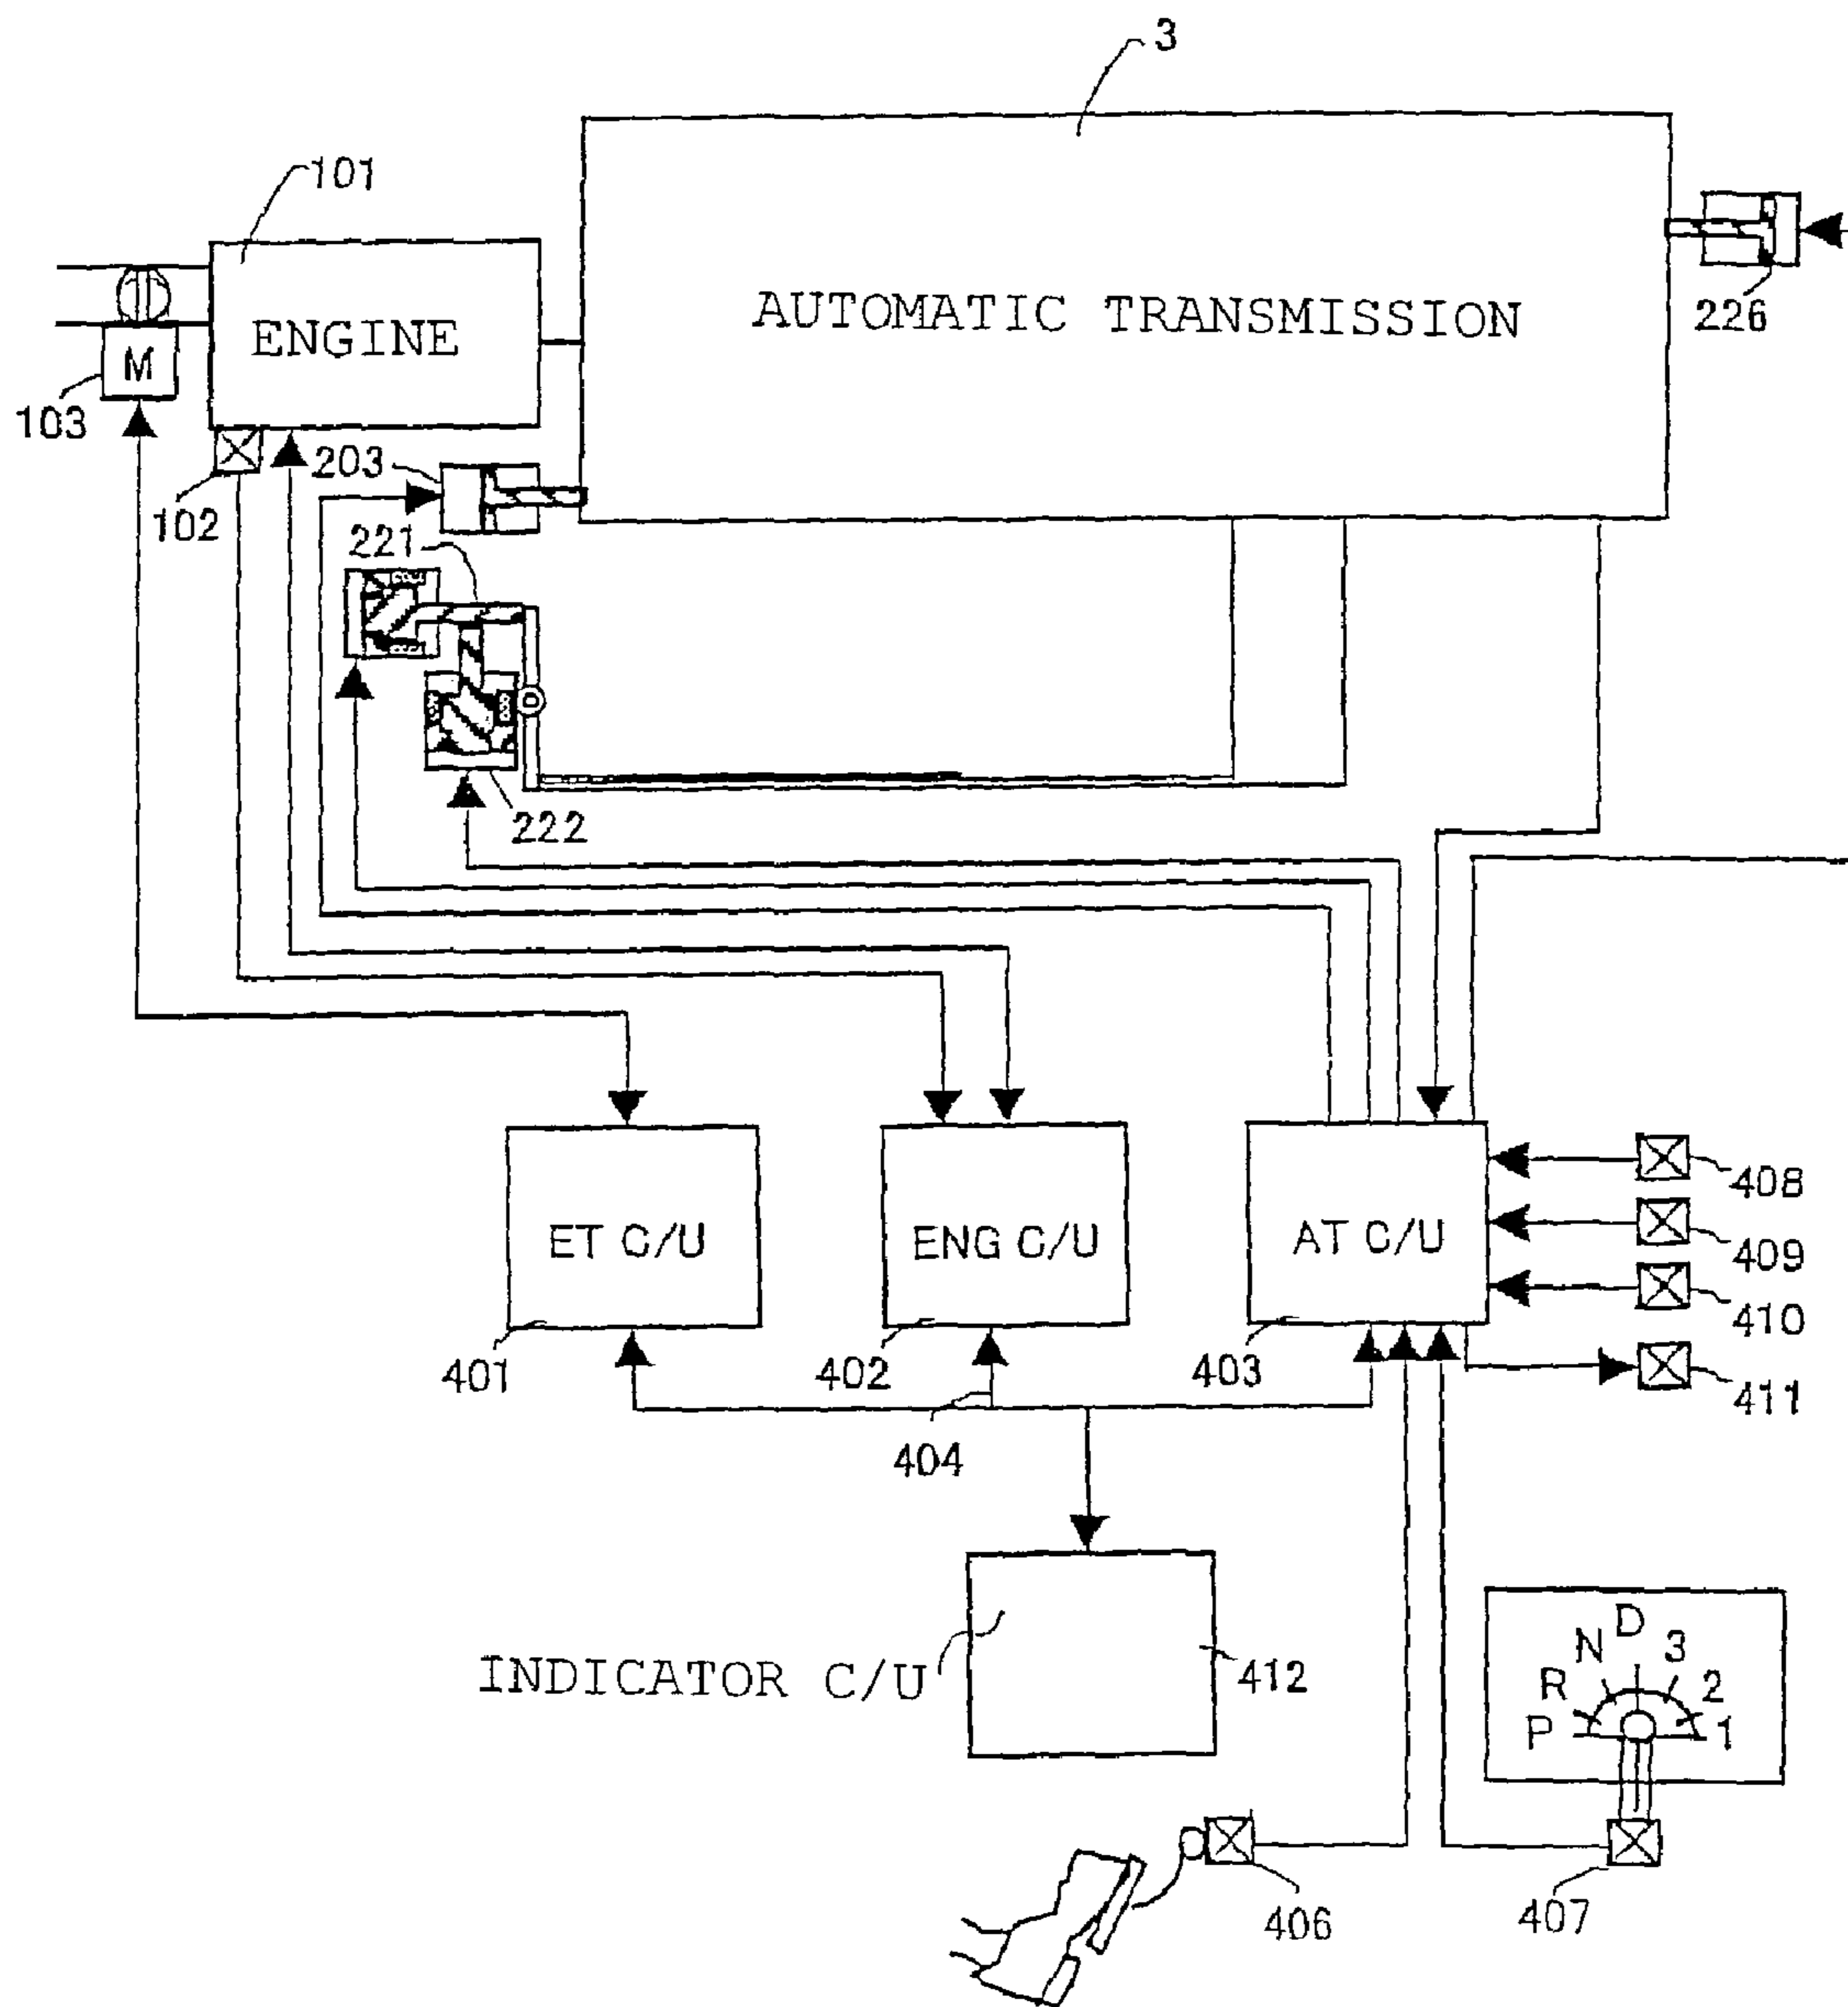 3
101
ENGINE
AUTOMATIC TRANSMISSION
226
M
103
102
203
221
222
D
ET C/U
ENG C/U
AT C/U
408
409
410
411
401
402
403
404
INDICATOR C/U
412
P R N D 3 2 1
406
407